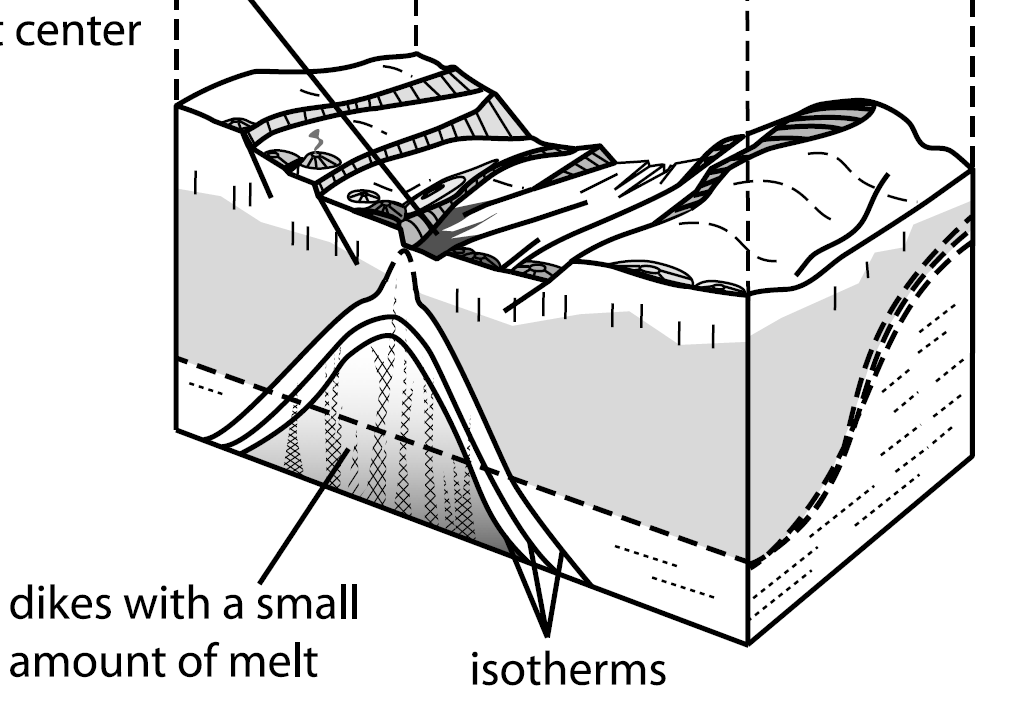 center
dikes with a small
amount of melt
isotherms